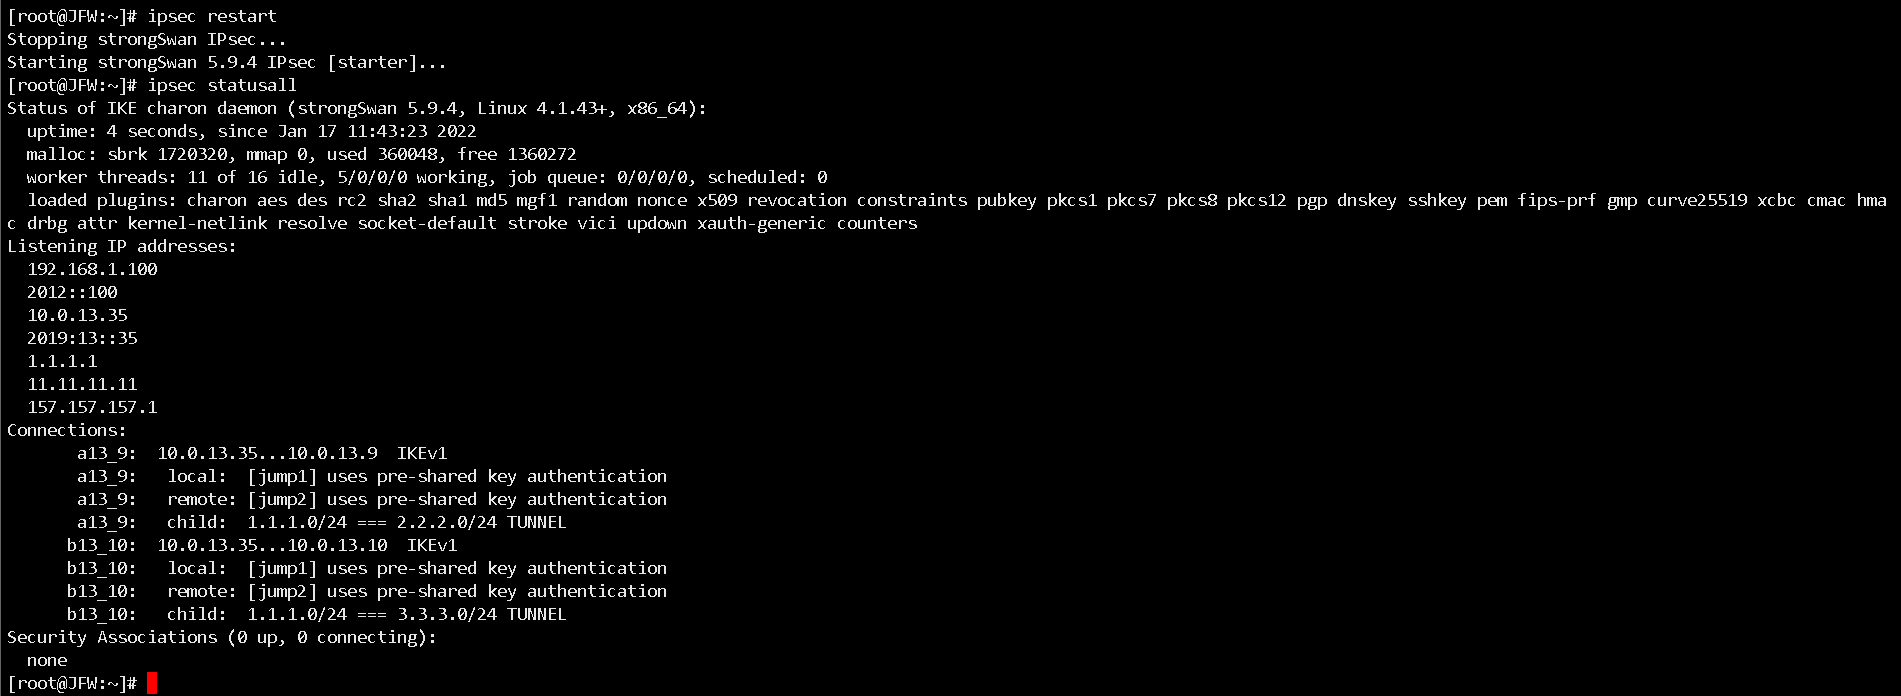 [root@JFW:~]# ipsec restart
Stopping strongSwan IPsec...
Starting strongSwan 5.9.4 IPsec [starter]...
[root@JFW:~]# ipsec statusall
Status of IKE charon daemon (strongSwan 5.9.4, Linux 4.1.43+, x86_64):
  uptime: 4 seconds, since Jan 17 11:43:23 2022
  malloc: sbrk 1720320, mmap 0, used 360048, free 1360272
  worker threads: 11 of 16 idle, 5/0/0/0 working, job queue: 0/0/0/0, scheduled: 0
  loaded plugins: charon aes des rc2 sha2 sha1 md5 mgf1 random nonce x509 revocation constraints pubkey pkcs1 pkcs7 pkcs8 pkcs12 pgp dnskey sshkey pem fips-prf gmp curve25519 xcbc cmac hma
c drbg attr kernel-netlink resolve socket-default stroke vici updown xauth-generic counters
Listening IP addresses:
  192.168.1.100
  2012::100
  10.0.13.35
  2019:13::35
  1.1.1.1
  11.11.11.11
  157.157.157.1
Connections:
       a13_9:  10.0.13.35...10.0.13.9  IKEv1
       a13_9:   local:  [jump1] uses pre-shared key authentication
       a13_9:   remote: [jump2] uses pre-shared key authentication
       a13_9:   child:  1.1.1.0/24 === 2.2.2.0/24 TUNNEL
      b13_10:  10.0.13.35...10.0.13.10  IKEv1
      b13_10:   local:  [jump1] uses pre-shared key authentication
      b13_10:   remote: [jump2] uses pre-shared key authentication
      b13_10:   child:  1.1.1.0/24 === 3.3.3.0/24 TUNNEL
Security Associations (0 up, 0 connecting):
  none
[root@JFW:~]#